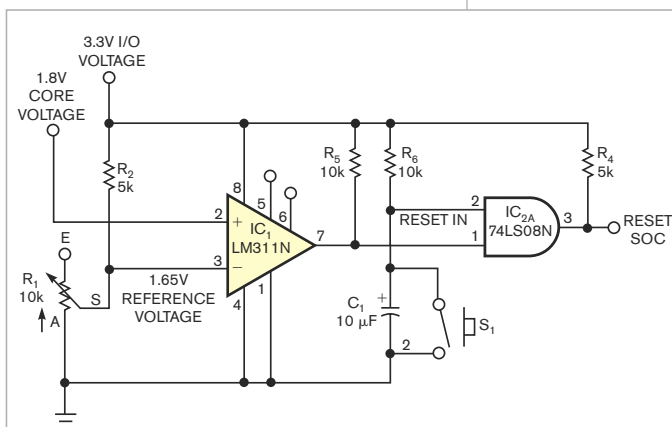 3.3V I/O
VOLTAGE
1.8V
CORE
VOLTAGE
R2
5k
R5
10k
R6
10k
R4
5k
8
5
6
2
+
IC1
LM311N
7
2
RESET IN
1
IC2A
74LS08N
3
RESET
SOC
E
R1
10k
S
A
3
−
1.65V
REFERENCE
VOLTAGE
4
1
C1
10 µF
+
S1
2